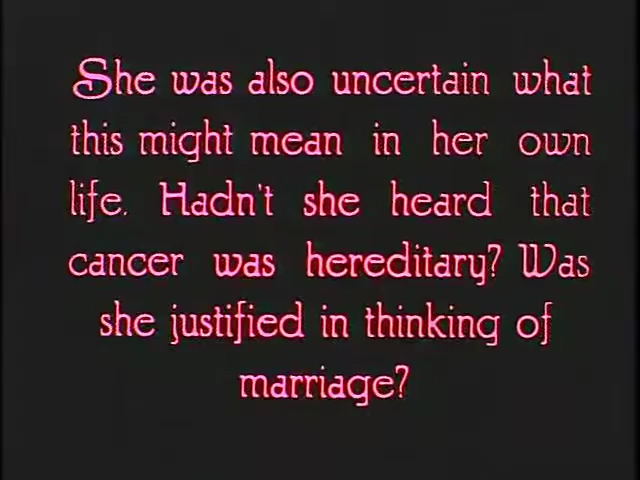 She was also uncertain what
this might mean in her own
life. Hadn't she heard that
cancer was hereditary? Was
she justified in thinking of
marriage?